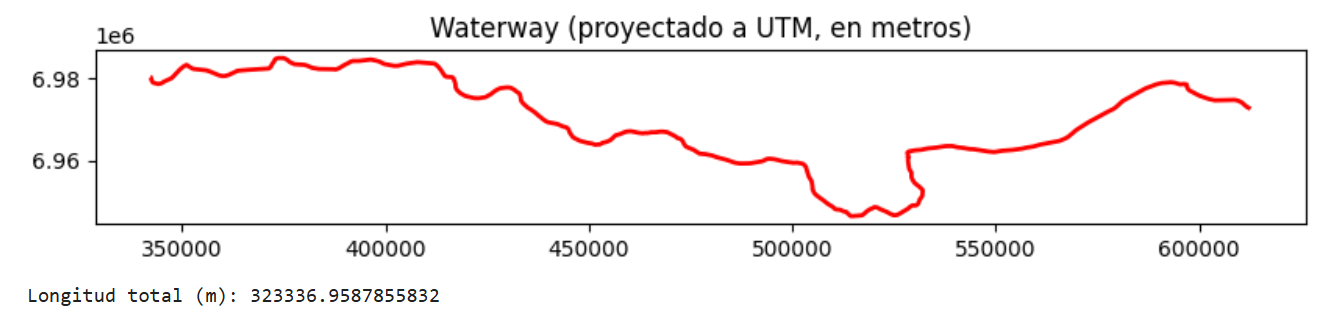 Waterway (proyectado a UTM, en metros)
1e6
6.98
6.96
350000 400000 450000 500000 550000 600000
Longitud total (m): 323336.9587855832